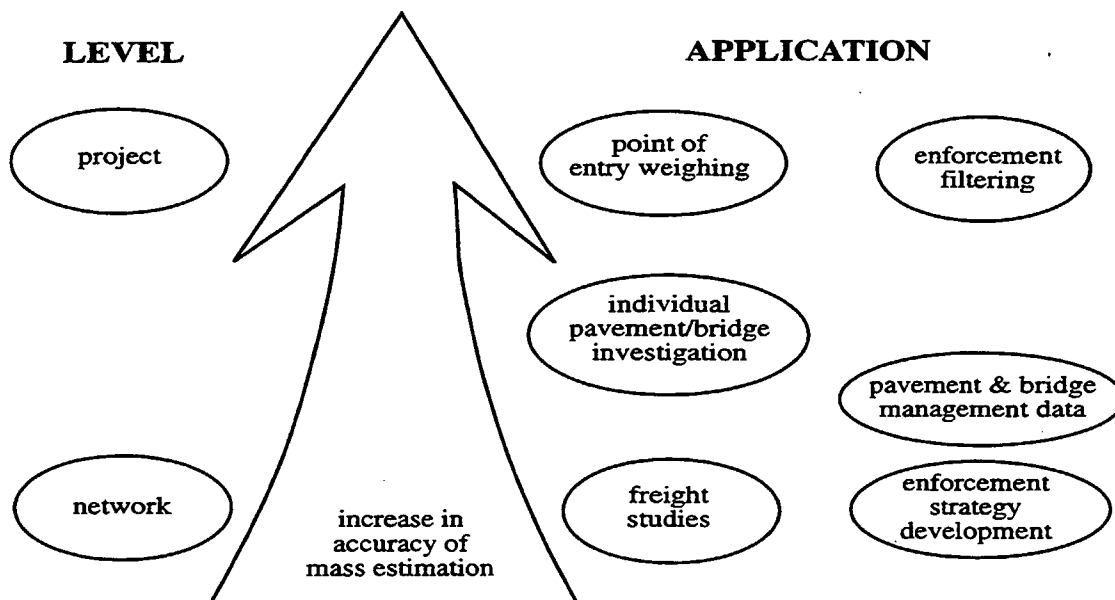 LEVEL
APPLICATION
project
point of
entry weighing
enforcement
filtering
individual
pavement/bridge
investigation
pavement & bridge
management data
network
increase in
accuracy of
mass estimation
freight
studies
enforcement
strategy
development